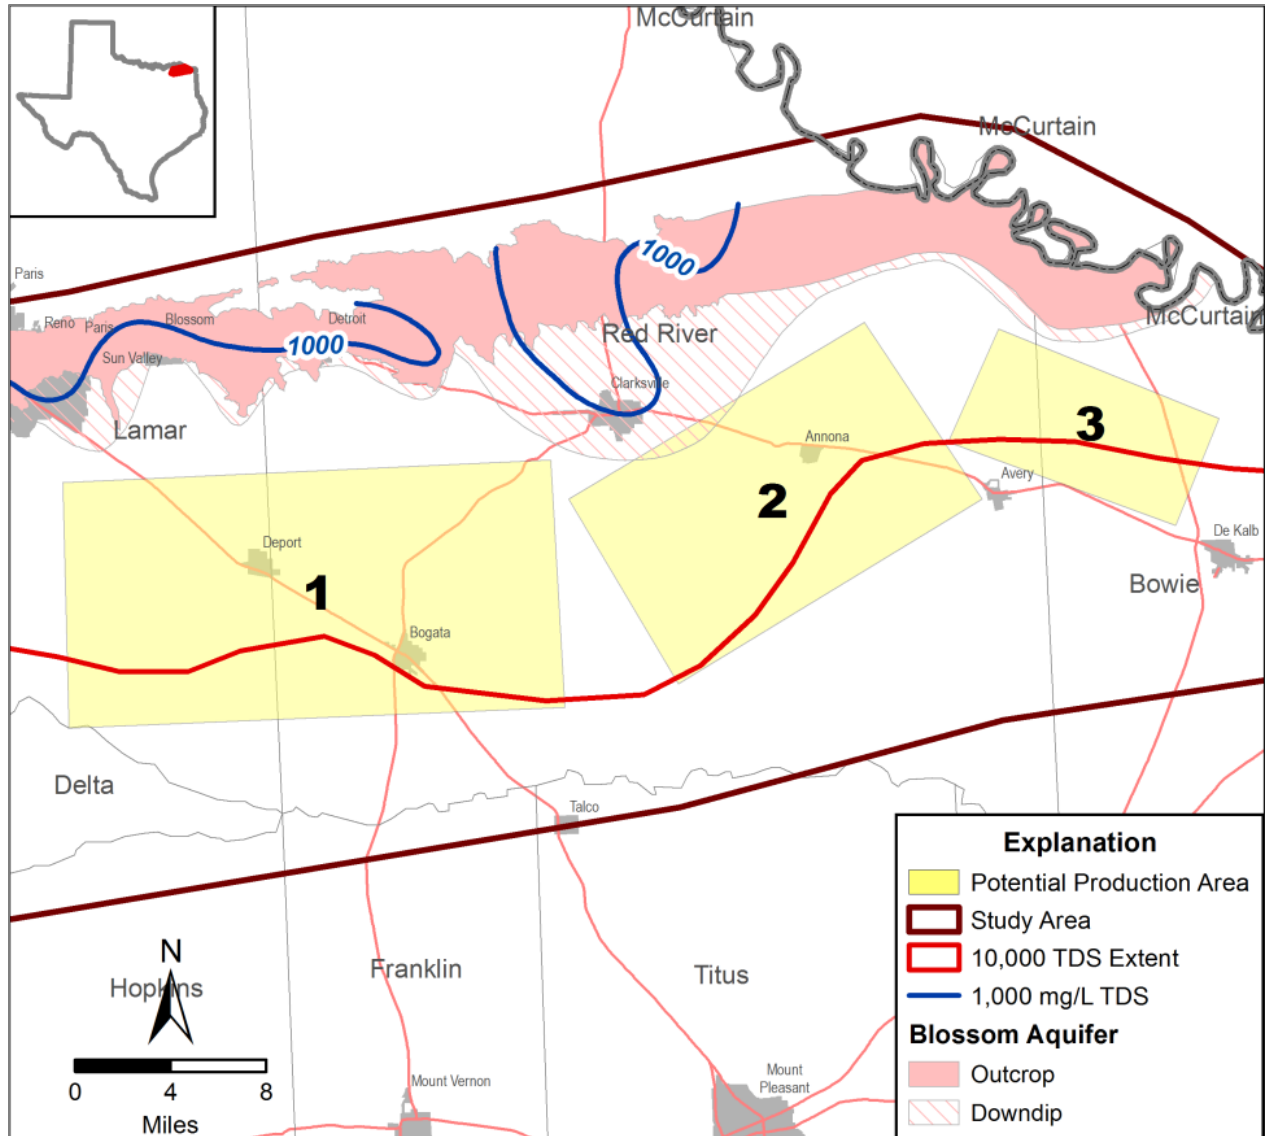 McCurtain
McCurtain
McCurtain
Paris
Reno
Paris
Blossom
Detroit
Sun Valley
1000
1000
Red River
Clarksville
Lamar
Annona
Avery
De Kalb
Bowie
Deport
Bogata
1
2
3
Delta
Talco
Hopkins
Franklin
Titus
Mount Vernon
Mount
Pleasant
N
0
4
8
Miles
Explanation
Potential Production Area
Study Area
10,000 TDS Extent
1,000 mg/L TDS
Blossom Aquifer
Outcrop
Downdip